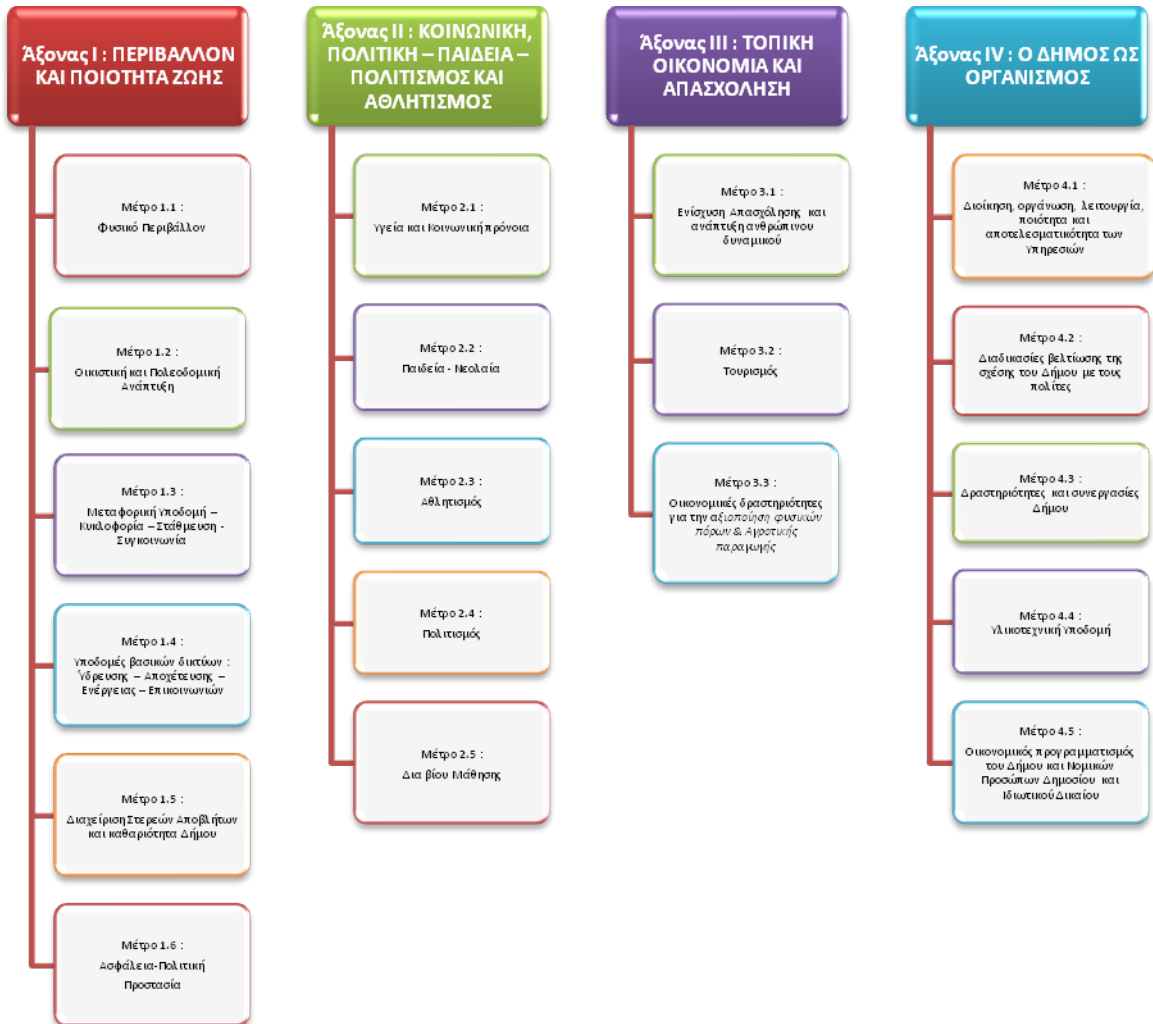 Άξονας Ι : ΠΕΡΙΒΑΛΛΟΝ
ΚΑΙ ΠΟΙΟΤΗΤΑ ΖΩΗΣ
Μέτρο 1.1 :
Φυσικό Περιβάλλον
Μέτρο 1.2 :
Οικιστική και Πολεοδομική
Ανάπτυξη
Μέτρο 1.3 :
Μεταφορική Υποδομή –
Κυκλοφορία – Στάθμευση -
Συγκοινωνία
Μέτρο 1.4 :
Υποδομές βασικών δικτύων :
Ύδρευσης – Αποχέτευσης –
Ενέργειας – Επικοινωνιών
Μέτρο 1.5 :
Διαχείριση Στερεών Αποβλήτων
και καθαριότητα Δήμου
Μέτρο 1.6 :
Ασφάλεια-Πολιτική
Προστασία
Άξονας ΙΙ : ΚΟΙΝΩΝΙΚΗ,
ΠΟΛΙΤΙΚΗ – ΠΑΙΔΕΙΑ –
ΠΟΛΙΤΙΣΜΟΣ ΚΑΙ
ΑΘΛΗΤΙΣΜΟΣ
Μέτρο 2.1 :
Υγεία και Κοινωνική πρόνοια
Μέτρο 2.2 :
Παιδεία - Νεολαία
Μέτρο 2.3 :
Αθλητισμός
Μέτρο 2.4 :
Πολιτισμός
Μέτρο 2.5 :
Δια βίου Μάθησης
Άξονας ΙΙΙ : ΤΟΠΙΚΗ
ΟΙΚΟΝΟΜΙΑ ΚΑΙ
ΑΠΑΣΧΟΛΗΣΗ
Μέτρο 3.1 :
Ενίσχυση Απασχόλησης και
ανάπτυξη ανθρώπινου
δυναμικού
Μέτρο 3.2 :
Τουρισμός
Μέτρο 3.3 :
Οικονομικές δραστηριότητες
για την αξιοποίηση φυσικών
πόρων & Αγροτικής
παραγωγής
Άξονας IV : Ο ΔΗΜΟΣ ΩΣ
ΟΡΓΑΝΙΣΜΟΣ
Μέτρο 4.1 :
Διοίκηση, οργάνωση, λειτουργία,
ποιότητα και
αποτελεσματικότητα των
Υπηρεσιών
Μέτρο 4.2 :
Διαδικασίες βελτίωσης της
σχέσης του Δήμου με τους
πολίτες
Μέτρο 4.3 :
Δραστηριότητες και συνεργασίες
Δήμου
Μέτρο 4.4 :
Υλικοτεχνική Υποδομή
Μέτρο 4.5 :
Οικονομικός προγραμματισμός
του Δήμου και Νομικών
Προσώπων Δημοσίου και
Ιδιωτικού Δικαίου